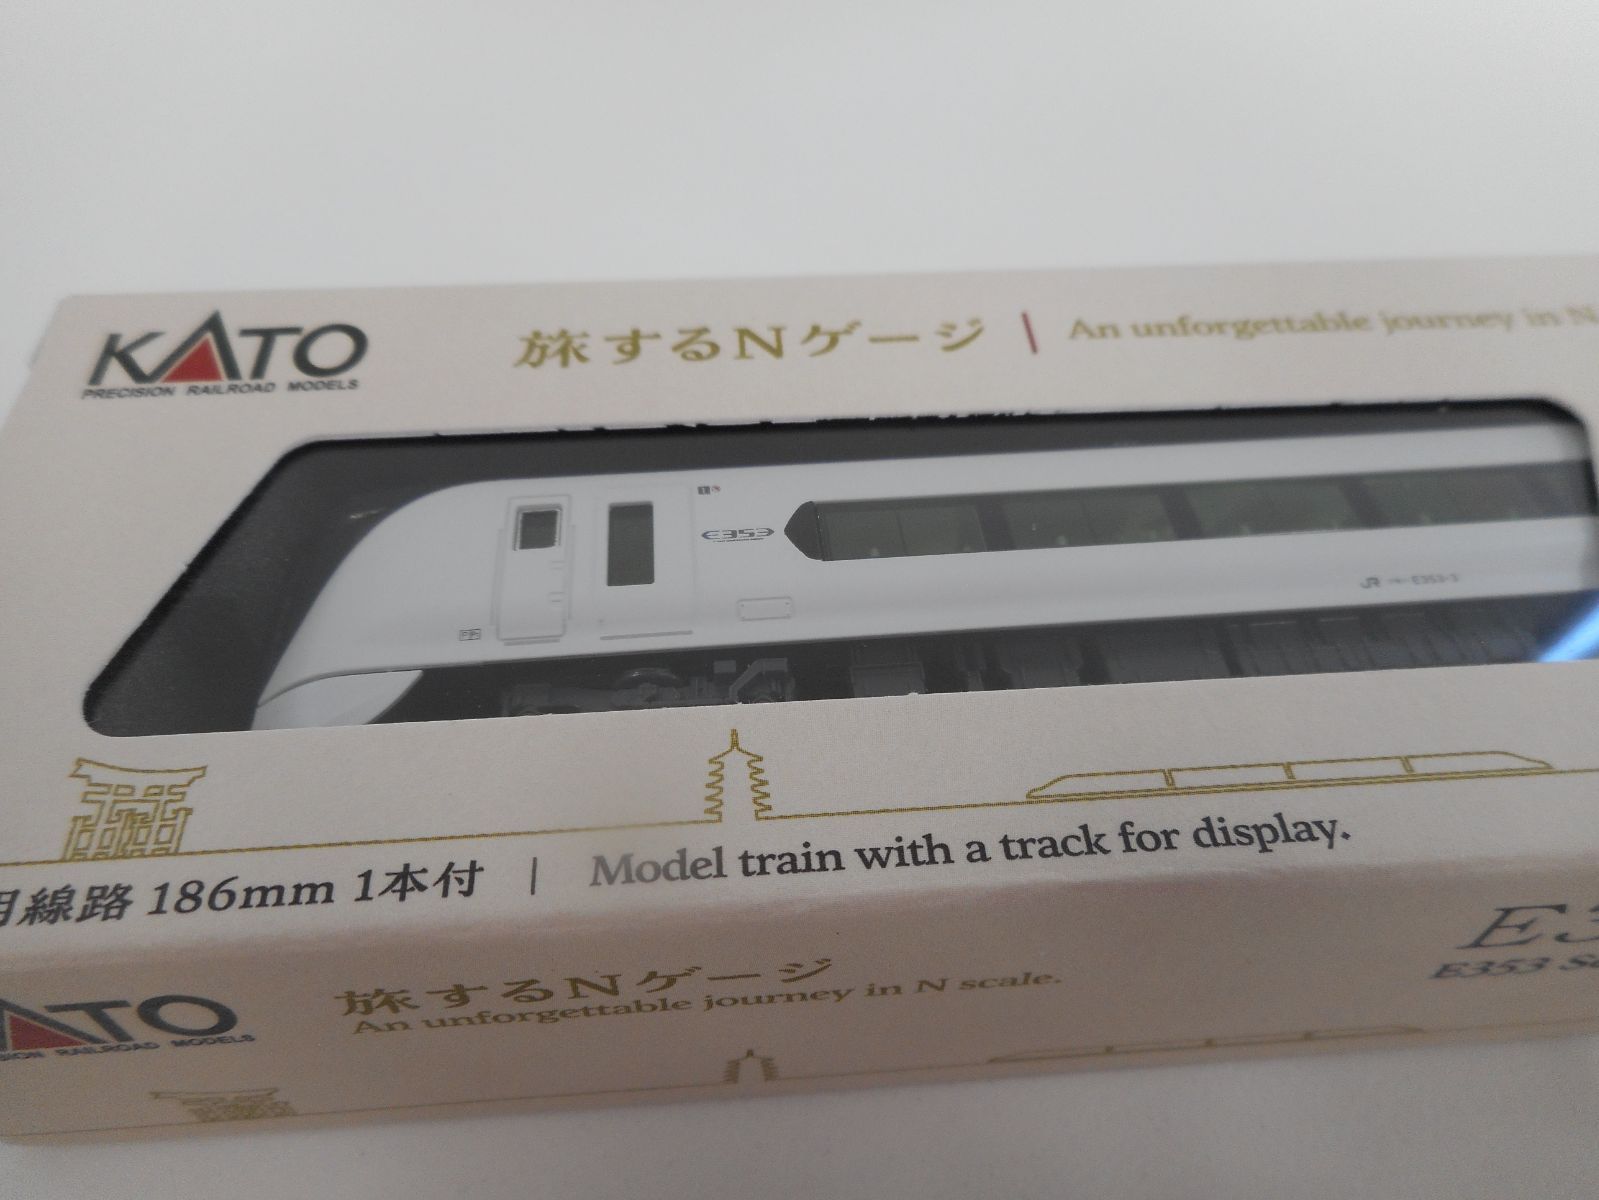 KATO
PRECISION RAILROAD MODELS
旅するNゲージ | An unforgettable journey in N
E353
JR
用線路 186mm 1本付 | Model train with a track for display.
KATO
RAILROAD MODELS
旅するNゲージ
An unforgettable journey in N scale.
E353